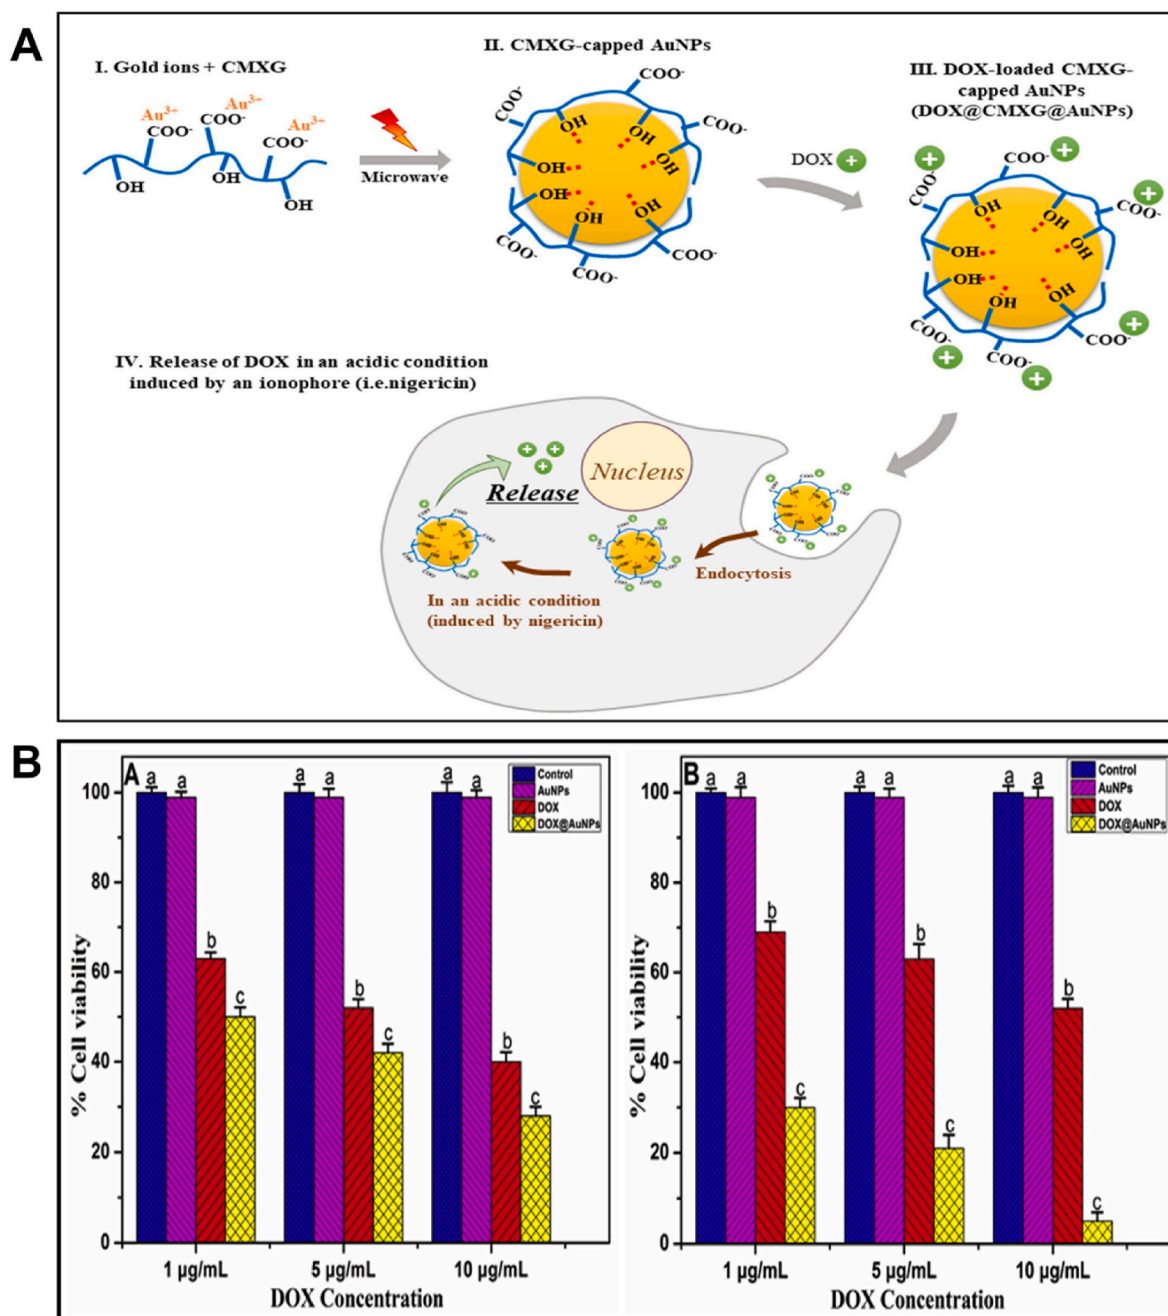 A
I. Gold ions + CMXG
Au³⁺
Au³⁺
Au³⁺
COO-
COO-
COO-
OH
OH
OH
Microwave
II. CMXG-capped AuNPs
COO-
COO-
COO-
COO-
COO-
COO-
COO-
COO-
OH
OH
OH
OH
OH
OH
OH
DOX +
III. DOX-loaded CMXG-
capped AuNPs
(DOX@CMXG@AuNPs)
COO-
COO-
COO-
COO-
COO-
COO-
OH
OH
OH
OH
OH
OH
OH
IV. Release of DOX in an acidic condition
induced by an ionophore (i.e.nigericin)
Nucleus
Release
Endocytosis
In an acidic condition
(induced by nigericin)
B
A
Control
AuNPs
DOX
DOX@AuNPs
a a a a a a
b b b
c c c
100
80
60
40
20
0
% Cell viability
1 µg/mL 5 µg/mL 10 µg/mL
DOX Concentration
B
Control
AuNPs
DOX
DOX@AuNPs
a a a a a a
b b b
c c c
100
80
60
40
20
0
% Cell viability
1 µg/mL 5 µg/mL 10 µg/mL
DOX Concentration